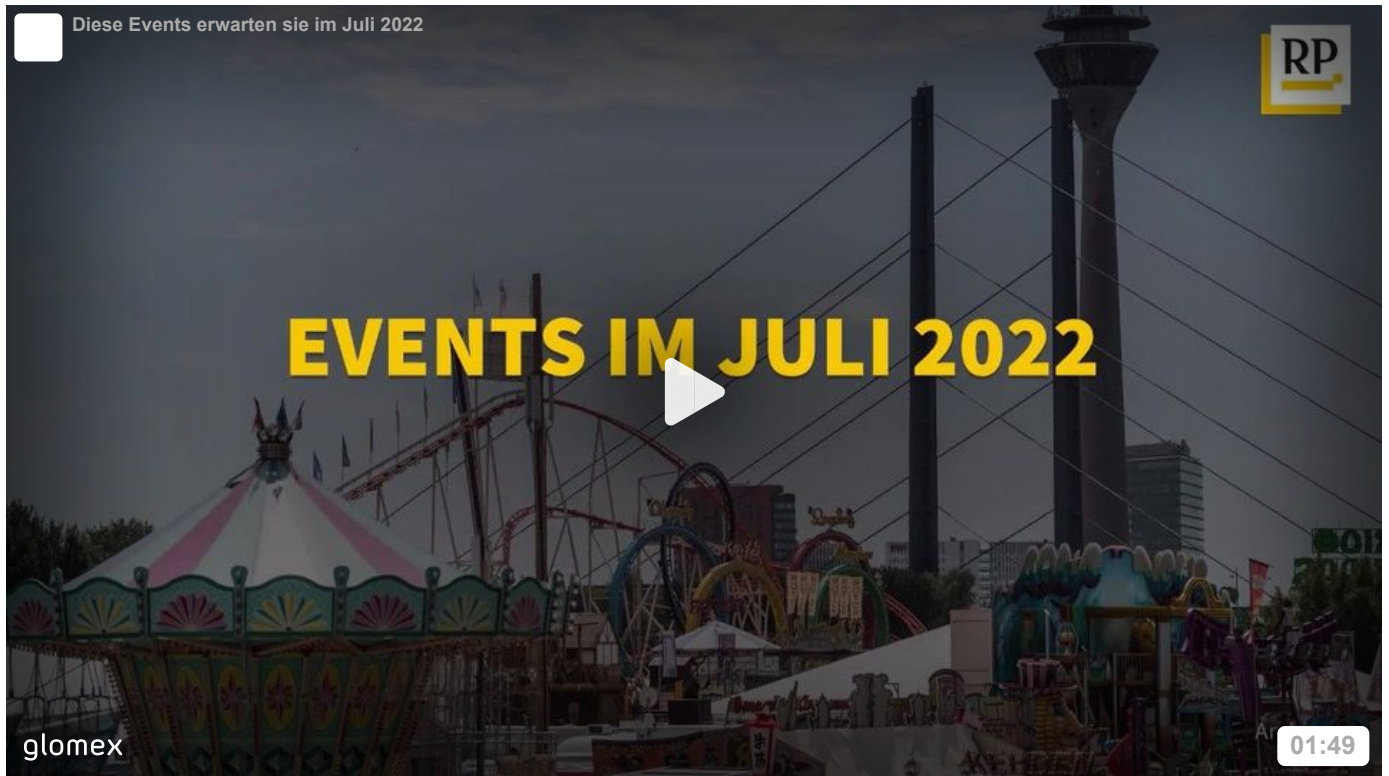 Diese Events erwarten sie im Juli 2022
RP
EVENTS IM JULI 2022
glomex
01:49